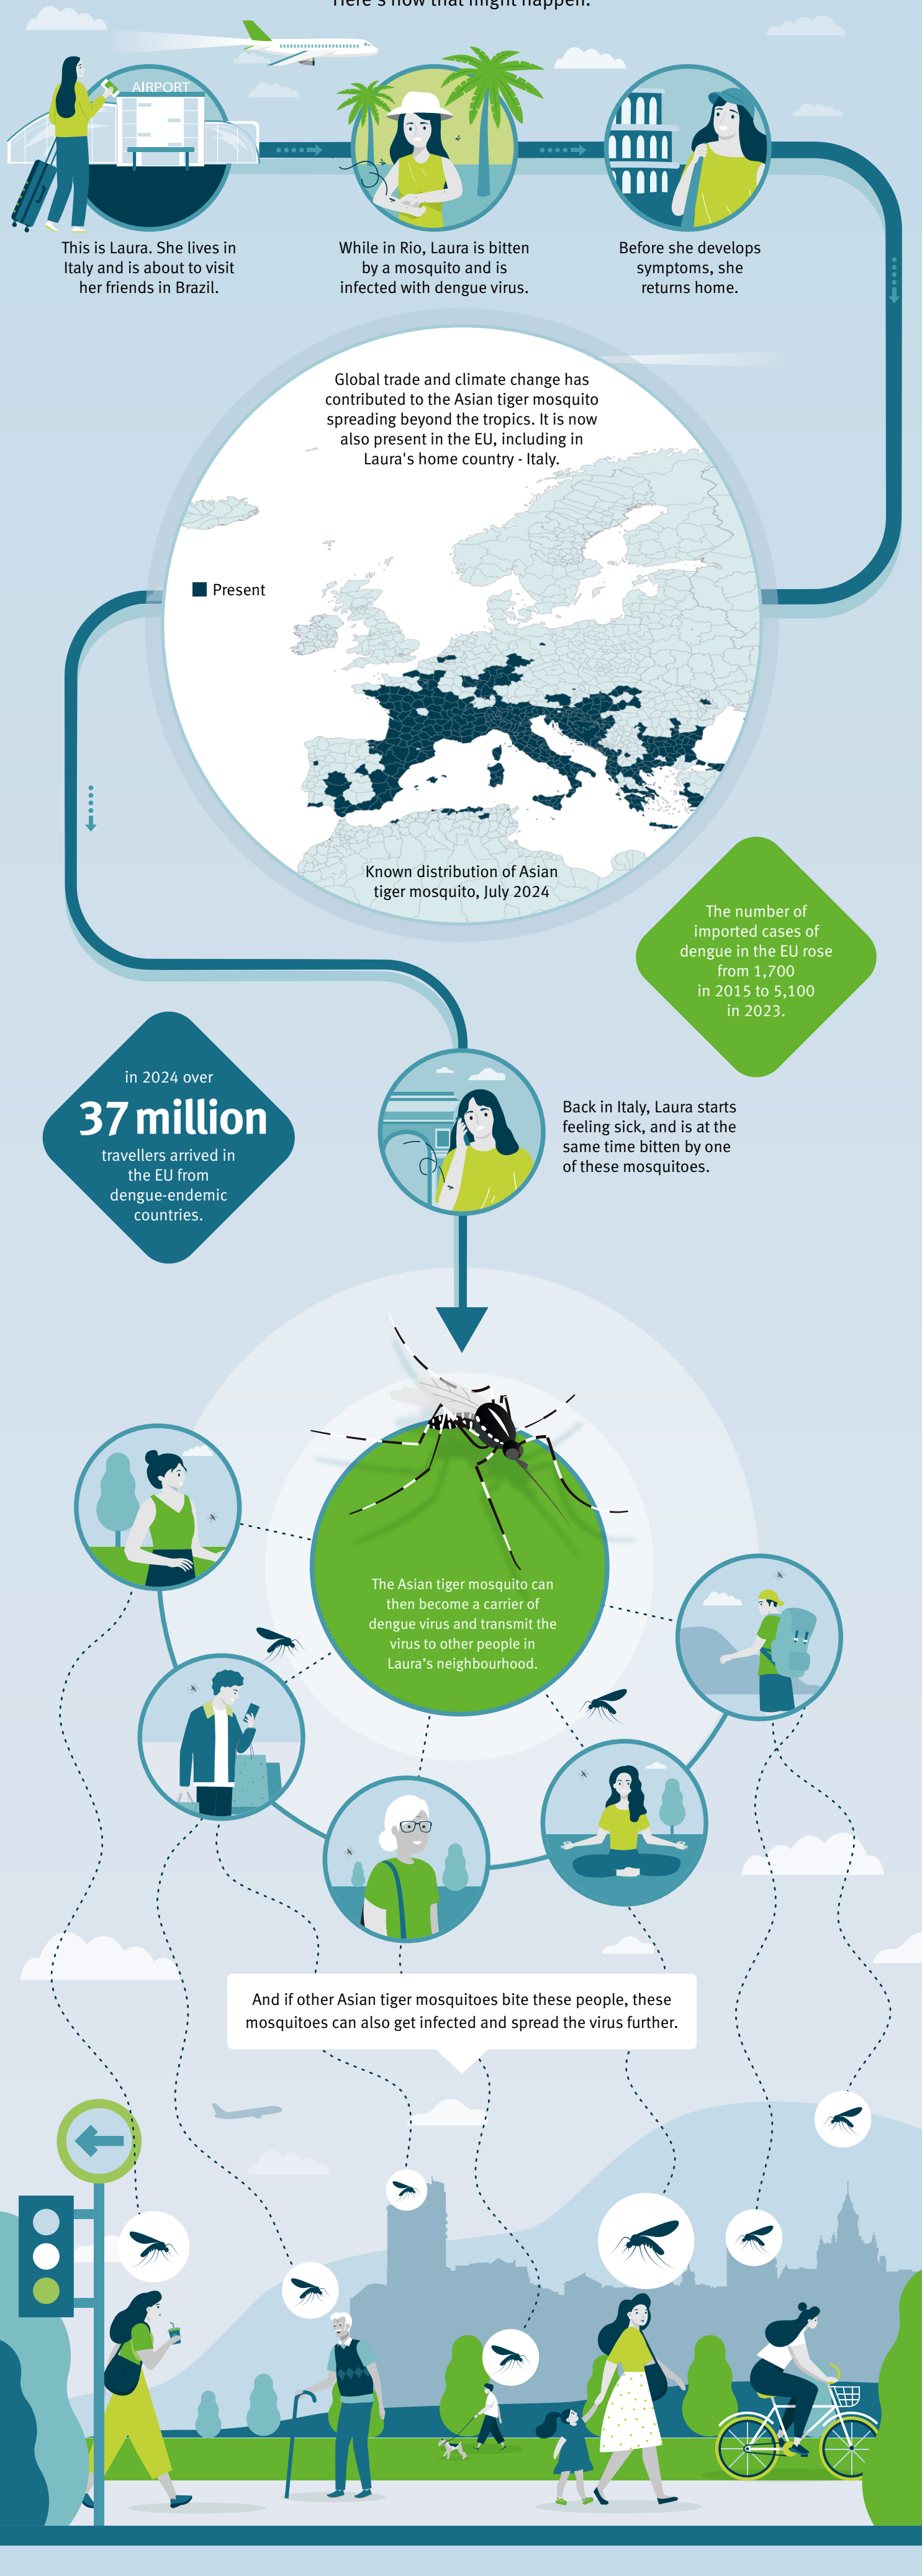 Here's how that might happen.
AIRPORT
This is Laura. She lives in
Italy and is about to visit
her friends in Brazil.
While in Rio, Laura is bitten
by a mosquito and is
infected with dengue virus.
Before she develops
symptoms, she
returns home.
Global trade and climate change has
contributed to the Asian tiger mosquito
spreading beyond the tropics. It is now
also present in the EU, including in
Laura's home country - Italy.
Present
Known distribution of Asian
tiger mosquito, July 2024
The number of
imported cases of
dengue in the EU rose
from 1,700
in 2015 to 5,100
in 2023.
in 2024 over
37 million
travellers arrived in
the EU from
dengue-endemic
countries.
Back in Italy, Laura starts
feeling sick, and is at the
same time bitten by one
of these mosquitoes.
The Asian tiger mosquito can
then become a carrier of
dengue virus and transmit the
virus to other people in
Laura's neighbourhood.
And if other Asian tiger mosquitoes bite these people, these
mosquitoes can also get infected and spread the virus further.